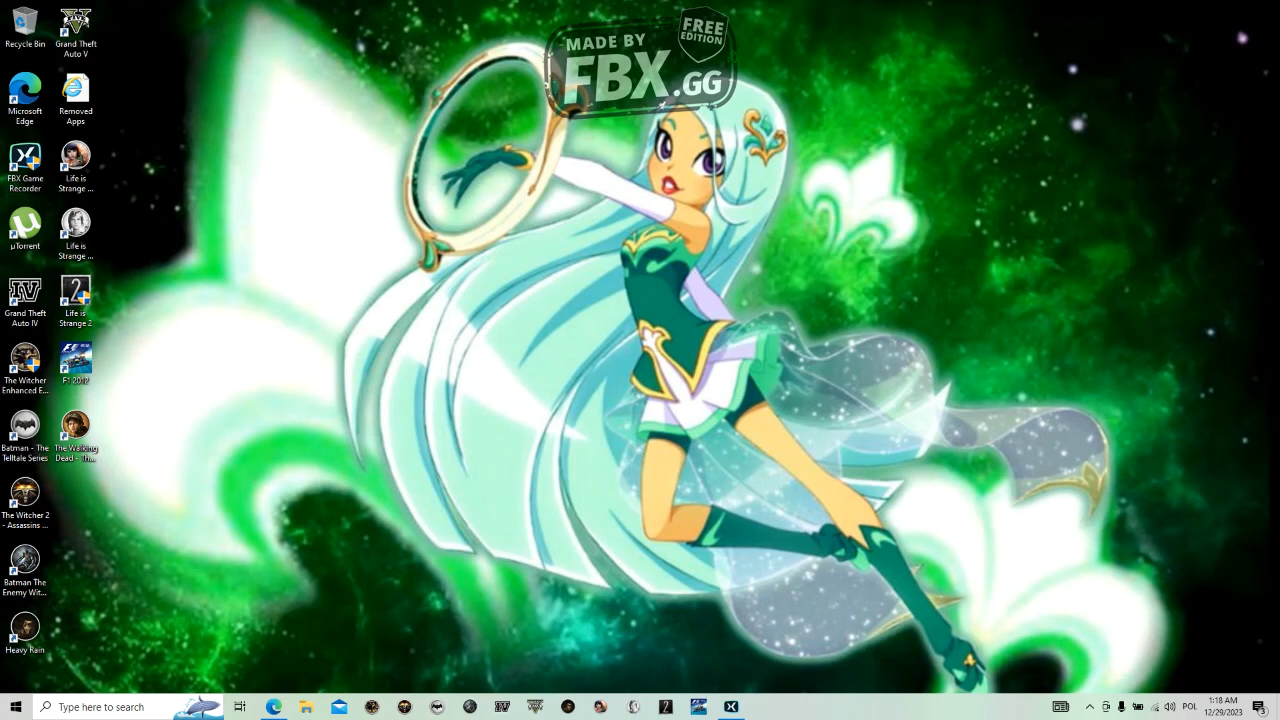 Recycle Bin
Grand Theft
Auto V
Microsoft
Edge
Removed
Apps
FBX Game
Recorder
Life is
Strange ...
µTorrent
Life is
Strange ...
Grand Theft
Auto IV
Life is
Strange 2
The Witcher
Enhanced E...
F1 2012
Batman - The
Telltale Series
The Walking
Dead - Th...
The Witcher 2
- Assassins ...
Batman The
Enemy Wit...
Heavy Rain
MADE BY
FBX.GG
FREE
EDITION
Type here to search
POL
1:18 AM
12/29/2023
3